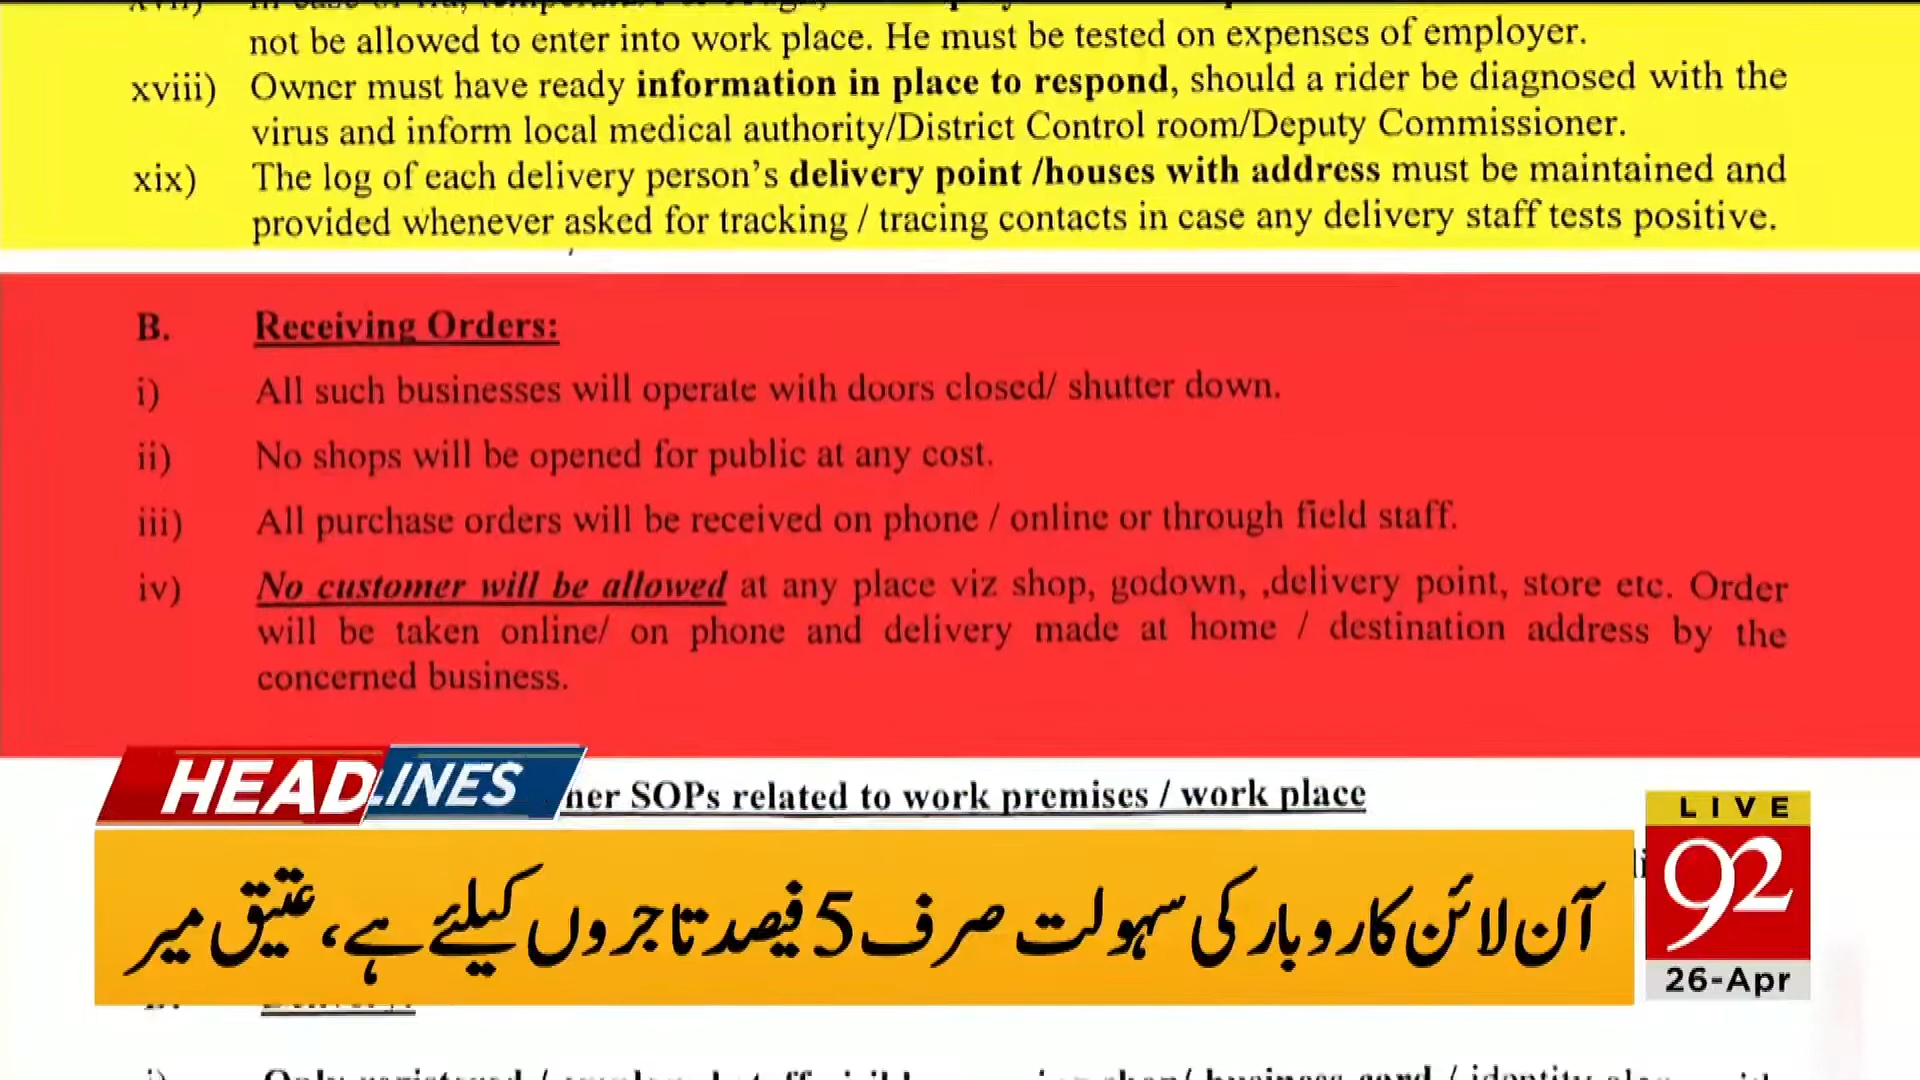 not be allowed to enter into work place. He must be tested on expenses of employer.
xviii) Owner must have ready information in place to respond, should a rider be diagnosed with the
virus and inform local medical authority/District Control room/Deputy Commissioner.
xix) The log of each delivery person's delivery point /houses with address must be maintained and
provided whenever asked for tracking / tracing contacts in case any delivery staff tests positive.
B. Receiving Orders:
i) All such businesses will operate with doors closed/ shutter down.
ii) No shops will be opened for public at any cost.
iii) All purchase orders will be received on phone / online or through field staff.
iv) No customer will be allowed at any place viz shop, godown, ,delivery point, store etc. Order
will be taken online/ on phone and delivery made at home / destination address by the
concerned business.
HEADLINES
SOPs related to work premises / work place
LIVE
92
آن لائن کاروبار کی سہولت صرف 5 فیصد تاجروں کیلئے ہے، عتیق میر
26-Apr